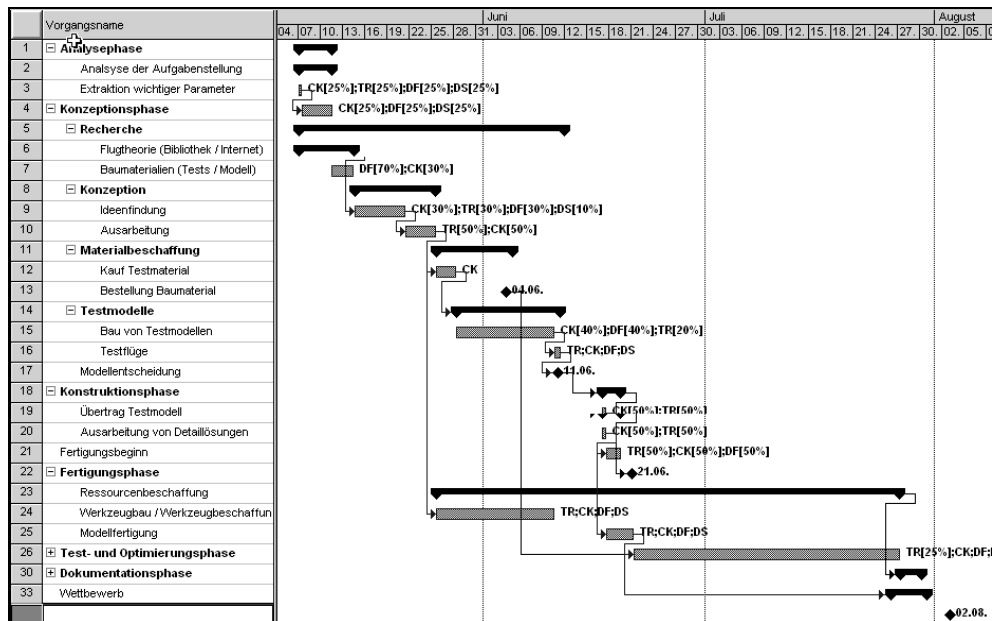 Juni Juli August
Vorgangsname
04. 07. 10. 13. 16. 19. 22. 25. 28. 31. 03. 06. 09. 12. 15. 18. 21. 24. 27. 30. 03. 06. 09. 12. 15. 18. 21. 24. 27. 30. 02. 05. 0
1 Analysephase
2 Analsyse der Aufgabenstellung
3 Extraktion wichtiger Parameter CK[25%];TR[25%];DF[25%];DS[25%]
4 Konzeptionsphase CK[25%];DF[25%];DS[25%]
5 Recherche
6 Flugtheorie (Bibliothek / Internet)
7 Baumaterialien (Tests / Modell) DF[70%];CK[30%]
8 Konzeption
9 Ideenfindung CK[30%];TR[30%];DF[30%];DS[10%]
10 Ausarbeitung TR[50%];CK[50%]
11 Materialbeschaffung
12 Kauf Testmaterial CK
13 Bestellung Baumaterial 04.06.
14 Testmodelle
15 Bau von Testmodellen CK[40%];DF[40%];TR[20%]
16 Testflüge TR;CK;DF;DS
17 Modellentscheidung 11.06.
18 Konstruktionsphase
19 Übertrag Testmodell CK[50%];TR[50%]
20 Ausarbeitung von Detaillösungen CK[50%];TR[50%]
21 Fertigungsbeginn TR[50%];CK[50%];DF[50%]
22 Fertigungsphase 21.06.
23 Ressourcenbeschaffung
24 Werkzeugbau / Werkzeugbeschaffun TR;CK;DF;DS
25 Modellfertigung TR;CK;DF;DS
26 Test- und Optimierungsphase TR[25%];CK;DF;
30 Dokumentationsphase
33 Wettbewerb
02.08.